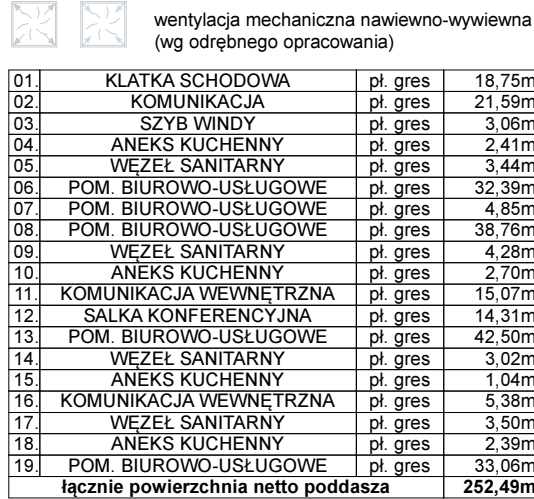 wentylacja mechaniczna nawiewno-wywiewna
(wg odrębnego opracowania)
01. KLATKA SCHODOWA pł. gres 18,75m
02. KOMUNIKACJA pł. gres 21,59m
03. SZYB WINDY pł. gres 3,06m
04. ANEKS KUCHENNY pł. gres 2,41m
05. WĘZEŁ SANITARNY pł. gres 3,44m
06. POM. BIUROWO-USŁUGOWE pł. gres 32,39m
07. POM. BIUROWO-USŁUGOWE pł. gres 4,85m
08. POM. BIUROWO-USŁUGOWE pł. gres 38,76m
09. WĘZEŁ SANITARNY pł. gres 4,28m
10. ANEKS KUCHENNY pł. gres 2,70m
11. KOMUNIKACJA WEWNĘTRZNA pł. gres 15,07m
12. SALKA KONFERENCYJNA pł. gres 14,31m
13. POM. BIUROWO-USŁUGOWE pł. gres 42,50m
14. WĘZEŁ SANITARNY pł. gres 3,02m
15. ANEKS KUCHENNY pł. gres 1,04m
16. KOMUNIKACJA WEWNĘTRZNA pł. gres 5,38m
17. WĘZEŁ SANITARNY pł. gres 3,50m
18. ANEKS KUCHENNY pł. gres 2,39m
19. POM. BIUROWO-USŁUGOWE pł. gres 33,06m
łącznie powierzchnia netto poddasza 252,49m